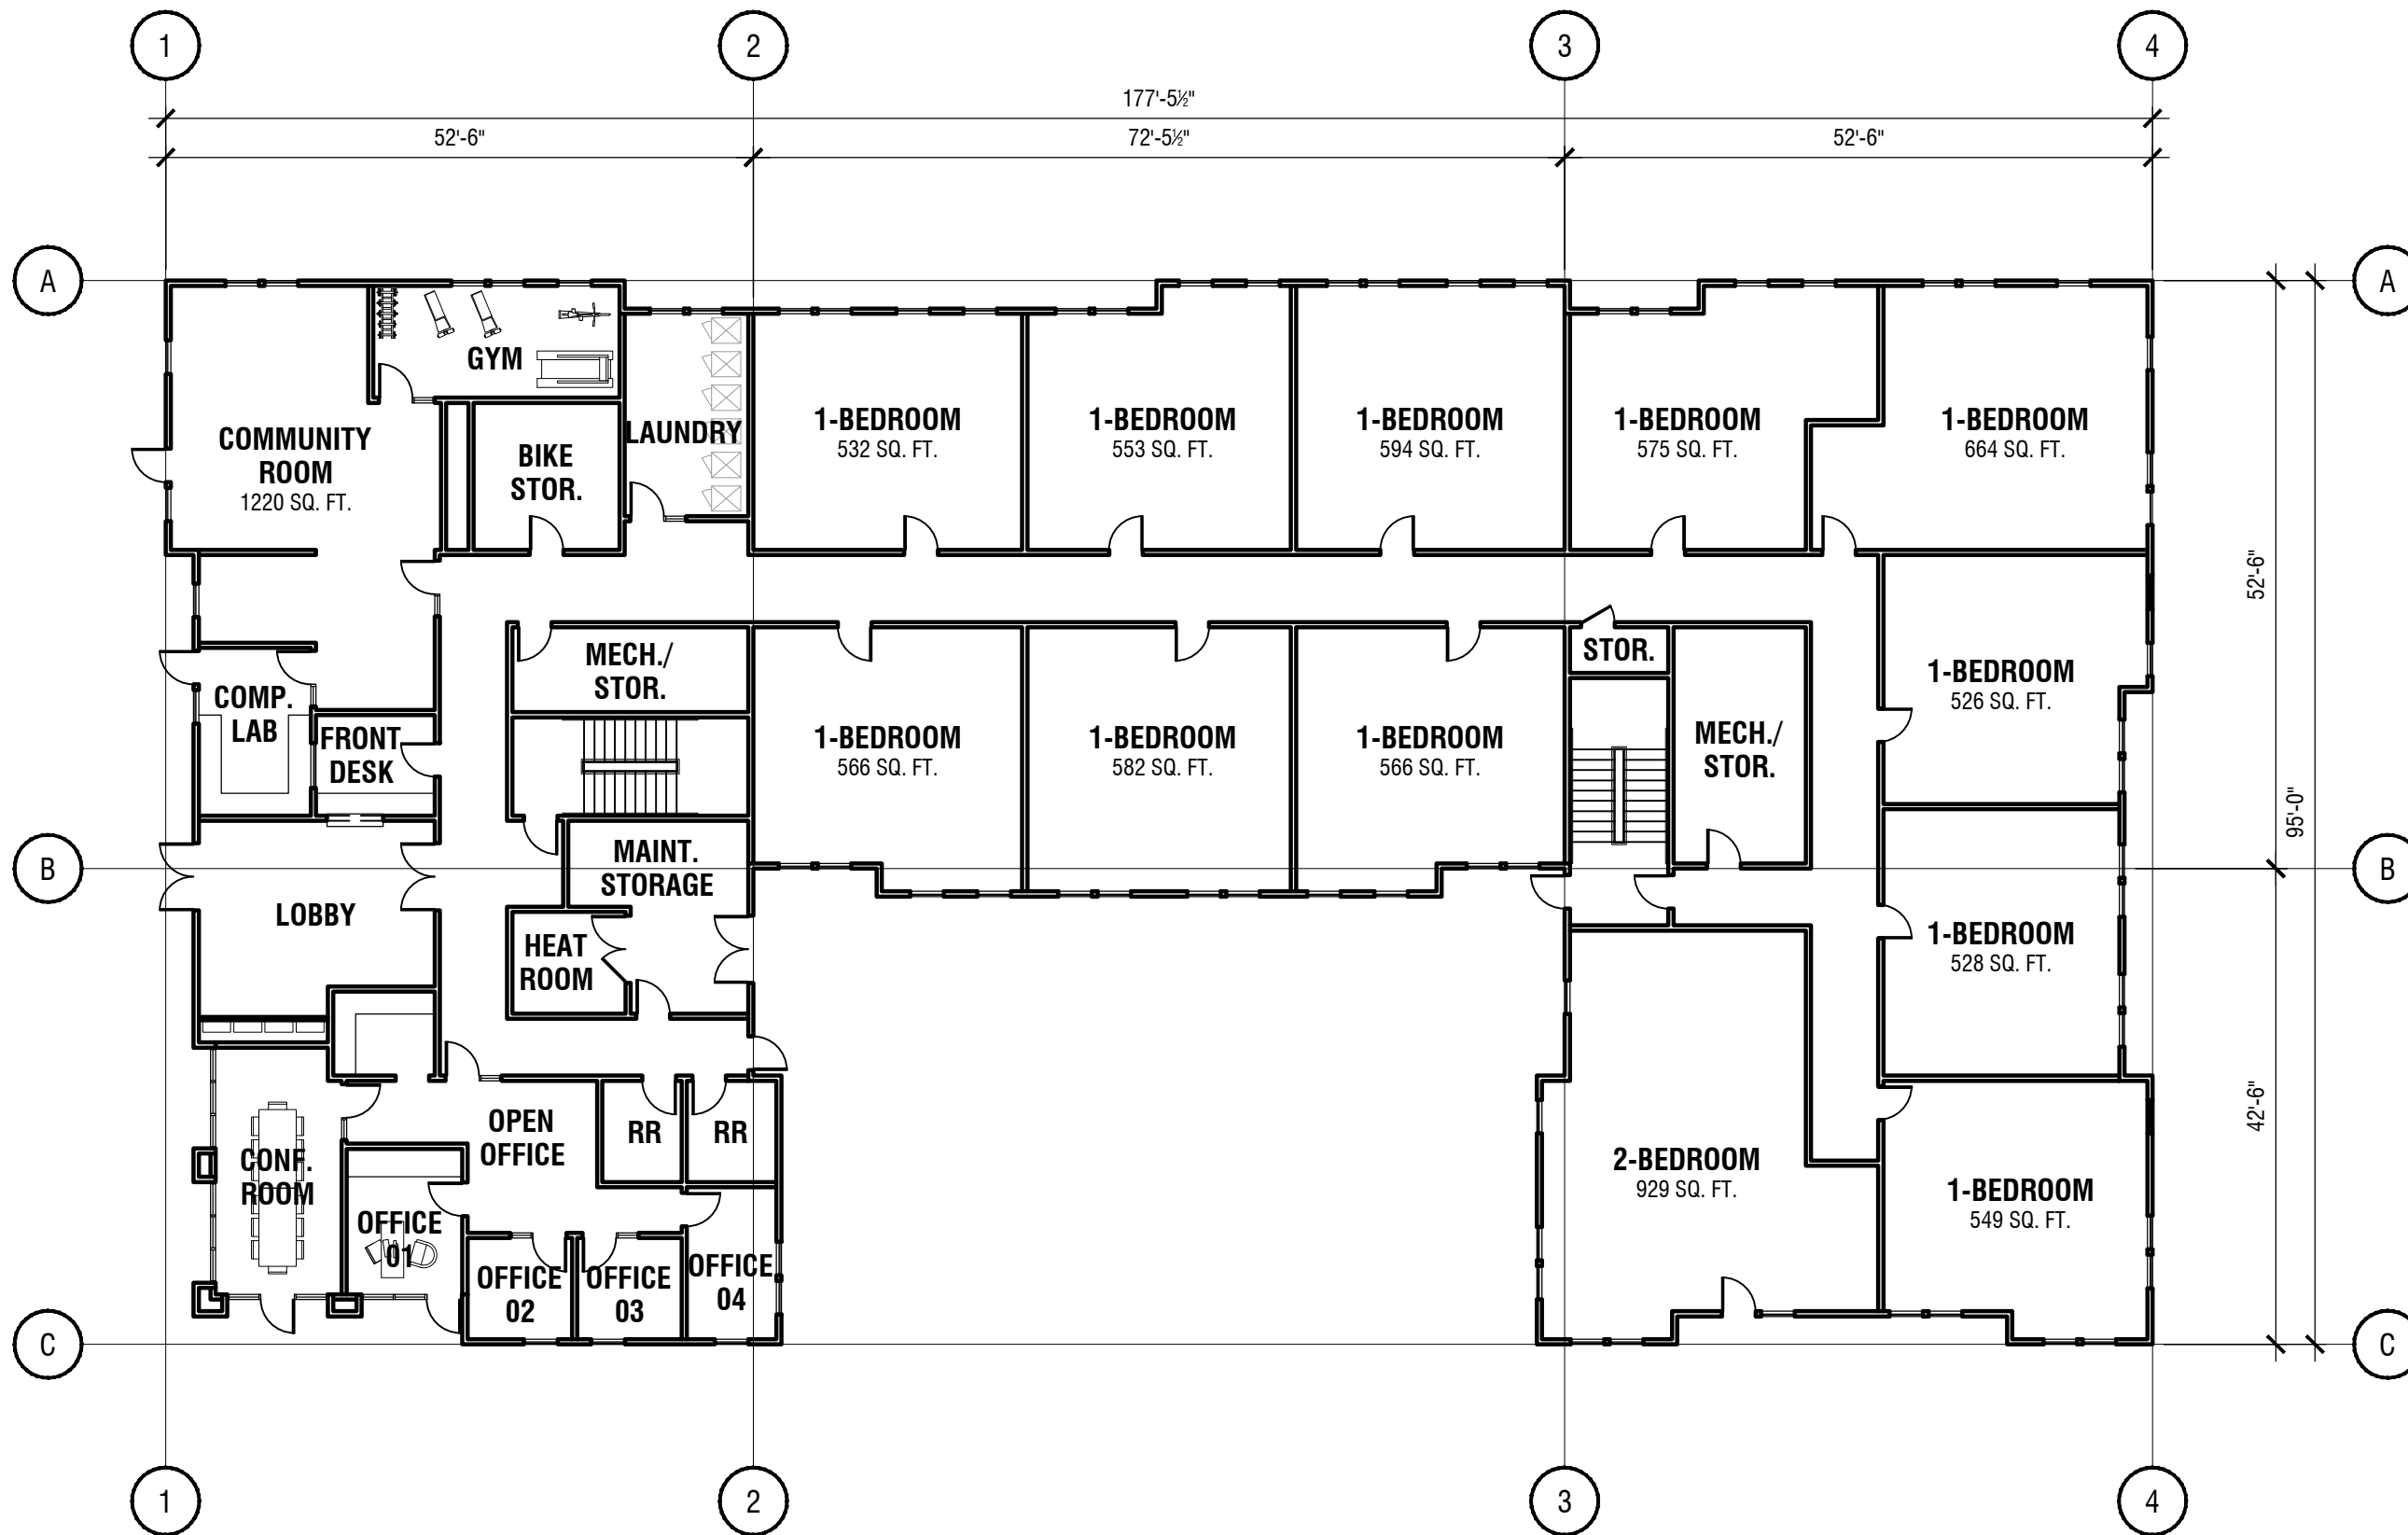 1
2
3
4
177'-5½"
52'-6"
72'-5½"
52'-6"
A
A
GYM
COMMUNITY
ROOM
1220 SQ. FT.
BIKE
STOR.
LAUNDRY
1-BEDROOM
532 SQ. FT.
1-BEDROOM
553 SQ. FT.
1-BEDROOM
594 SQ. FT.
1-BEDROOM
575 SQ. FT.
1-BEDROOM
664 SQ. FT.
52'-6"
95'-0"
42'-6"
MECH./
STOR.
STOR.
COMP.
LAB
FRONT
DESK
1-BEDROOM
566 SQ. FT.
1-BEDROOM
582 SQ. FT.
1-BEDROOM
566 SQ. FT.
MECH./
STOR.
1-BEDROOM
526 SQ. FT.
B
B
MAINT.
STORAGE
LOBBY
HEAT
ROOM
1-BEDROOM
528 SQ. FT.
OPEN
OFFICE
RR
RR
CONF.
ROOM
OFFICE
01
OFFICE
02
OFFICE
03
OFFICE
04
2-BEDROOM
929 SQ. FT.
1-BEDROOM
549 SQ. FT.
C
C
1
2
3
4